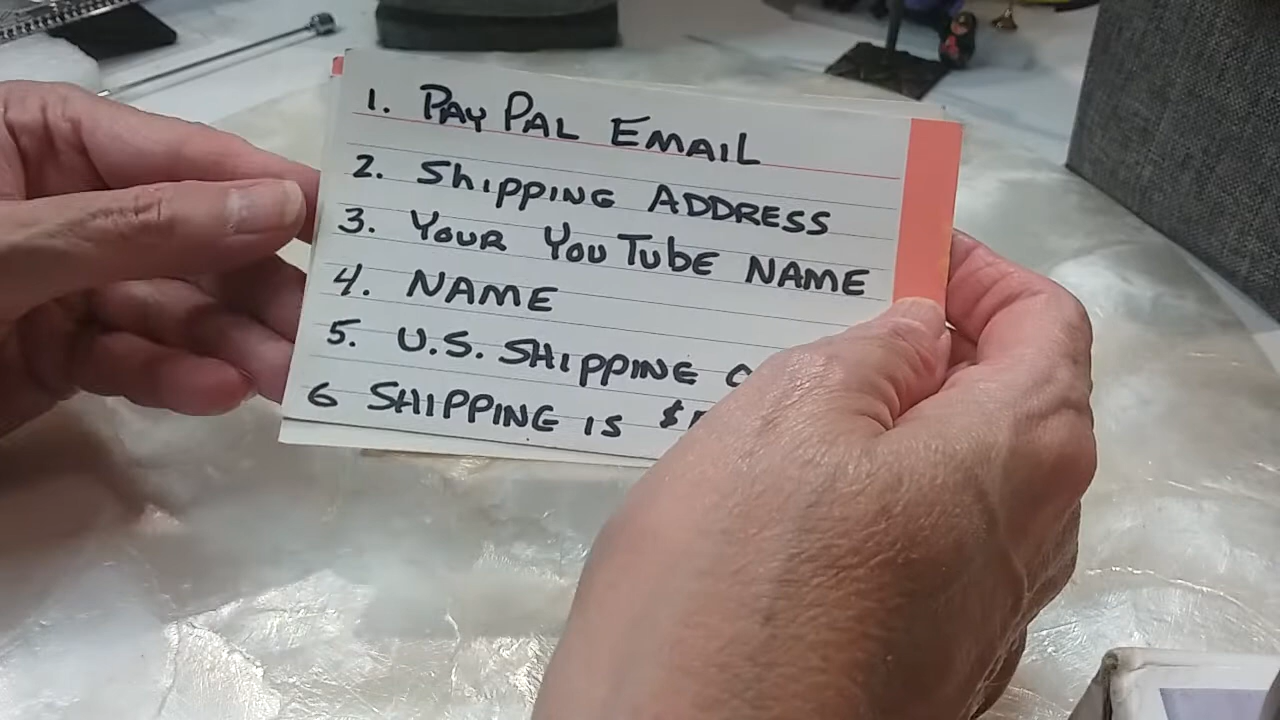 1. PAYPAL EMAIL
2. ShippING ADDRESS
3. YOUR YouTubE NAME
4. NAME
5. U.S. SHIPPING
6 SHIPPING IS $